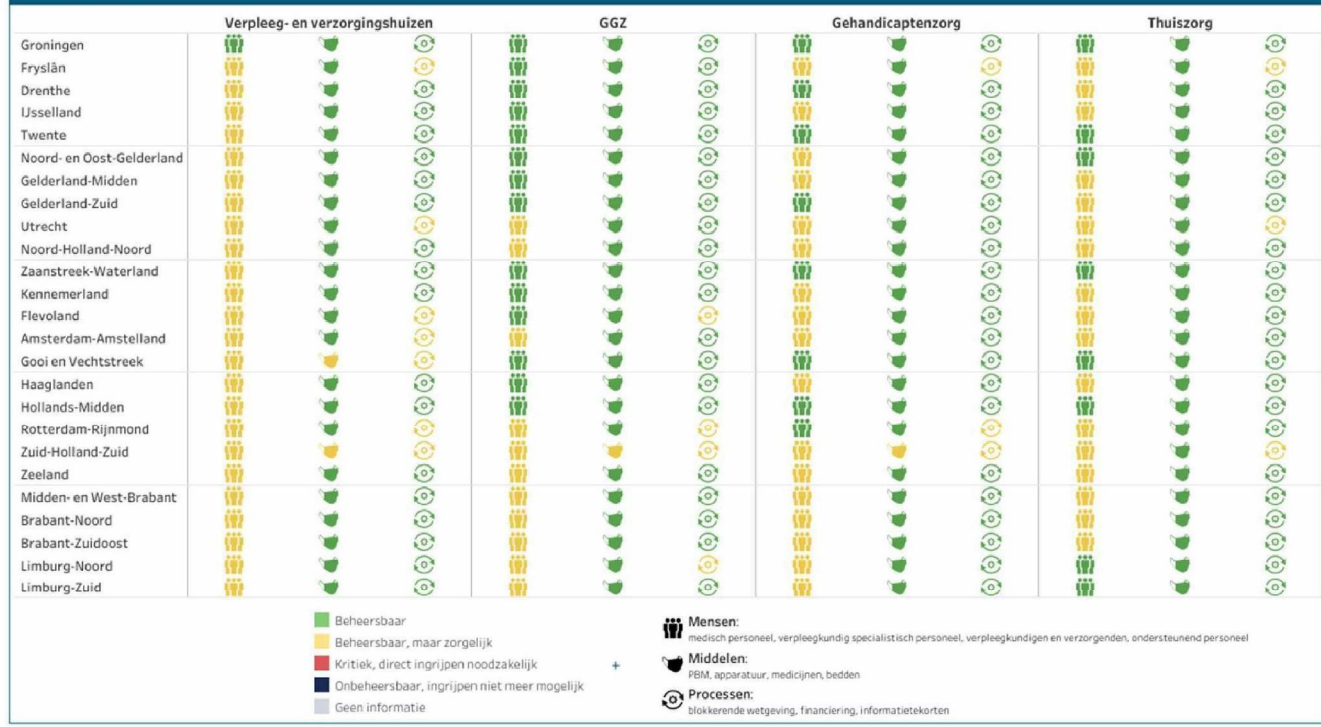 Verpleeg- en verzorgingshuizen GGZ Gehandicaptenzorg Thuiszorg
Groningen
Fryslân
Drenthe
IJsselland
Twente
Noord- en Oost-Gelderland
Gelderland-Midden
Gelderland-Zuid
Utrecht
Noord-Holland-Noord
Zaanstreek-Waterland
Kennemerland
Flevoland
Amsterdam-Amstelland
Gooi en Vechtstreek
Haaglanden
Hollands-Midden
Rotterdam-Rijnmond
Zuid-Holland-Zuid
Zeeland
Midden- en West-Brabant
Brabant-Noord
Brabant-Zuidoost
Limburg-Noord
Limburg-Zuid
Beheersbaar
Beheersbaar, maar zorgelijk
Kritiek, direct ingrijpen noodzakelijk
Onbeheersbaar, ingrijpen niet meer mogelijk
Geen informatie
+
Mensen:
medisch personeel, verpleegkundig specialistisch personeel, verpleegkundigen en verzorgenden, ondersteunend personeel
Middelen:
PBM, apparatuur, medicijnen, bedden
Processen:
blokkerende wetgeving, financiering, informatietekorten